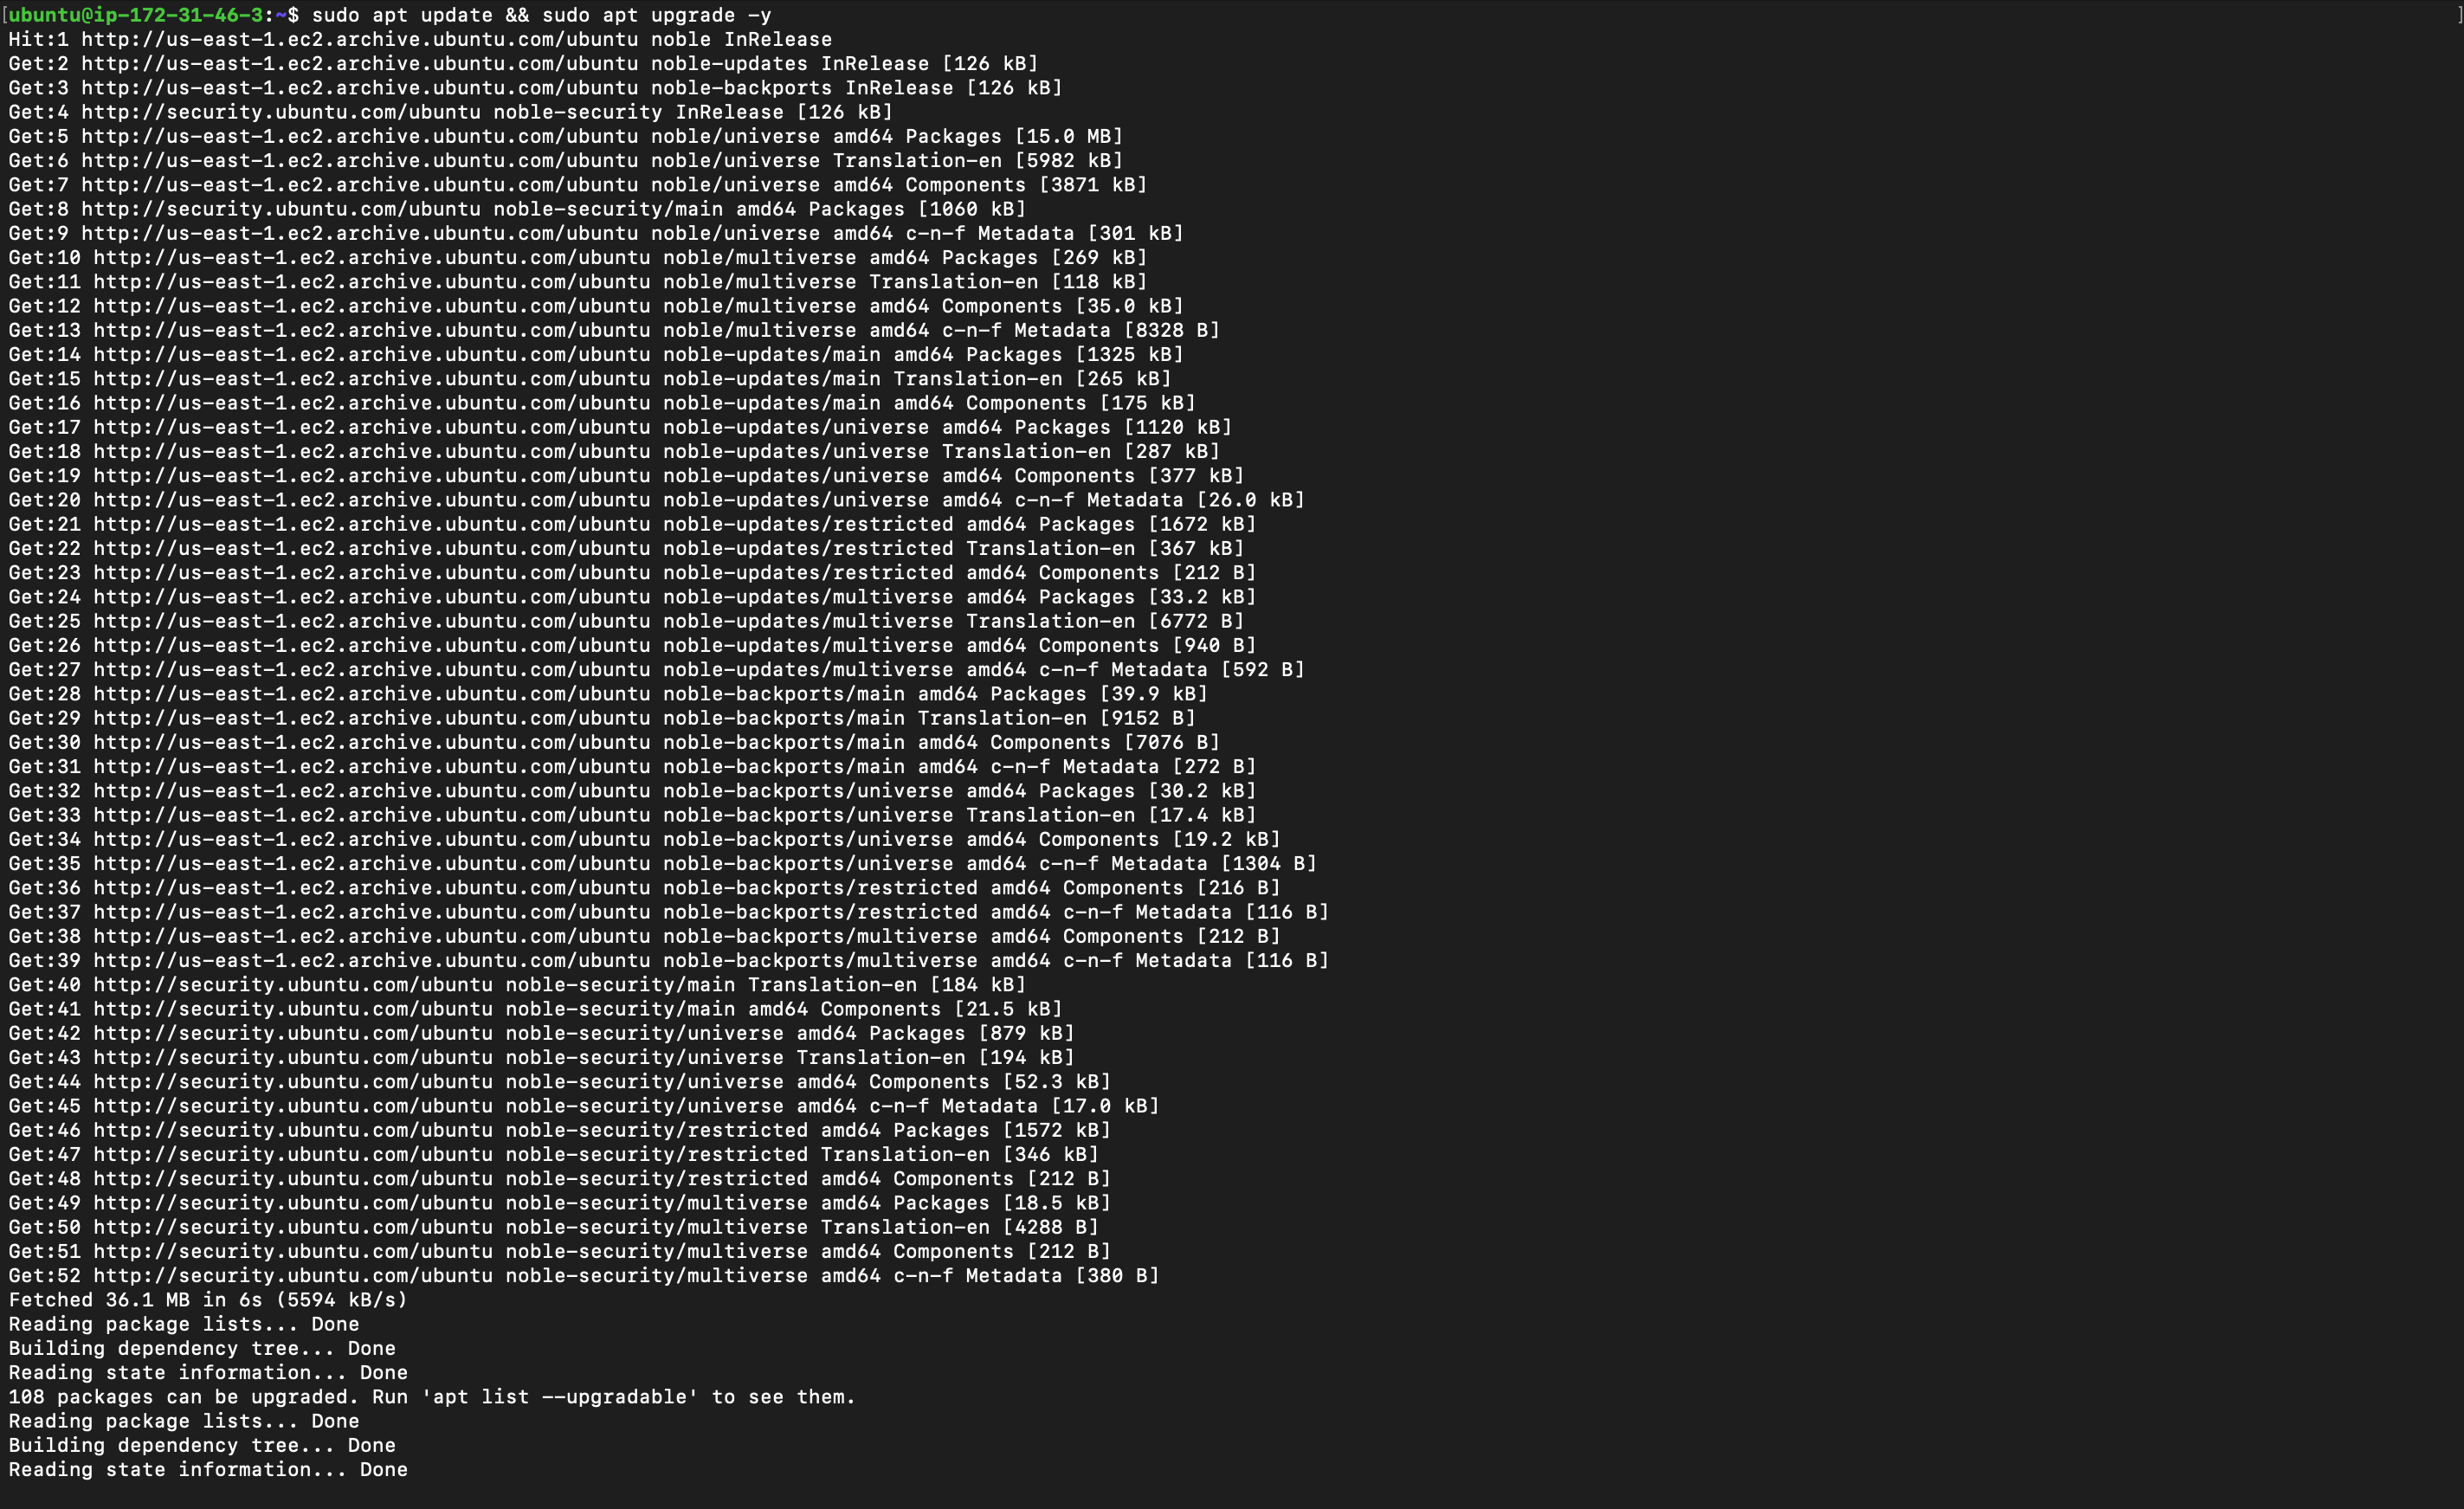 [ubuntu@ip-172-31-46-3:~$ sudo apt update && sudo apt upgrade -y ]
Hit:1 http://us-east-1.ec2.archive.ubuntu.com/ubuntu noble InRelease
Get:2 http://us-east-1.ec2.archive.ubuntu.com/ubuntu noble-updates InRelease [126 kB]
Get:3 http://us-east-1.ec2.archive.ubuntu.com/ubuntu noble-backports InRelease [126 kB]
Get:4 http://security.ubuntu.com/ubuntu noble-security InRelease [126 kB]
Get:5 http://us-east-1.ec2.archive.ubuntu.com/ubuntu noble/universe amd64 Packages [15.0 MB]
Get:6 http://us-east-1.ec2.archive.ubuntu.com/ubuntu noble/universe Translation-en [5982 kB]
Get:7 http://us-east-1.ec2.archive.ubuntu.com/ubuntu noble/universe amd64 Components [3871 kB]
Get:8 http://security.ubuntu.com/ubuntu noble-security/main amd64 Packages [1060 kB]
Get:9 http://us-east-1.ec2.archive.ubuntu.com/ubuntu noble/universe amd64 c-n-f Metadata [301 kB]
Get:10 http://us-east-1.ec2.archive.ubuntu.com/ubuntu noble/multiverse amd64 Packages [269 kB]
Get:11 http://us-east-1.ec2.archive.ubuntu.com/ubuntu noble/multiverse Translation-en [118 kB]
Get:12 http://us-east-1.ec2.archive.ubuntu.com/ubuntu noble/multiverse amd64 Components [35.0 kB]
Get:13 http://us-east-1.ec2.archive.ubuntu.com/ubuntu noble/multiverse amd64 c-n-f Metadata [8328 B]
Get:14 http://us-east-1.ec2.archive.ubuntu.com/ubuntu noble-updates/main amd64 Packages [1325 kB]
Get:15 http://us-east-1.ec2.archive.ubuntu.com/ubuntu noble-updates/main Translation-en [265 kB]
Get:16 http://us-east-1.ec2.archive.ubuntu.com/ubuntu noble-updates/main amd64 Components [175 kB]
Get:17 http://us-east-1.ec2.archive.ubuntu.com/ubuntu noble-updates/universe amd64 Packages [1120 kB]
Get:18 http://us-east-1.ec2.archive.ubuntu.com/ubuntu noble-updates/universe Translation-en [287 kB]
Get:19 http://us-east-1.ec2.archive.ubuntu.com/ubuntu noble-updates/universe amd64 Components [377 kB]
Get:20 http://us-east-1.ec2.archive.ubuntu.com/ubuntu noble-updates/universe amd64 c-n-f Metadata [26.0 kB]
Get:21 http://us-east-1.ec2.archive.ubuntu.com/ubuntu noble-updates/restricted amd64 Packages [1672 kB]
Get:22 http://us-east-1.ec2.archive.ubuntu.com/ubuntu noble-updates/restricted Translation-en [367 kB]
Get:23 http://us-east-1.ec2.archive.ubuntu.com/ubuntu noble-updates/restricted amd64 Components [212 B]
Get:24 http://us-east-1.ec2.archive.ubuntu.com/ubuntu noble-updates/multiverse amd64 Packages [33.2 kB]
Get:25 http://us-east-1.ec2.archive.ubuntu.com/ubuntu noble-updates/multiverse Translation-en [6772 B]
Get:26 http://us-east-1.ec2.archive.ubuntu.com/ubuntu noble-updates/multiverse amd64 Components [940 B]
Get:27 http://us-east-1.ec2.archive.ubuntu.com/ubuntu noble-updates/multiverse amd64 c-n-f Metadata [592 B]
Get:28 http://us-east-1.ec2.archive.ubuntu.com/ubuntu noble-backports/main amd64 Packages [39.9 kB]
Get:29 http://us-east-1.ec2.archive.ubuntu.com/ubuntu noble-backports/main Translation-en [9152 B]
Get:30 http://us-east-1.ec2.archive.ubuntu.com/ubuntu noble-backports/main amd64 Components [7076 B]
Get:31 http://us-east-1.ec2.archive.ubuntu.com/ubuntu noble-backports/main amd64 c-n-f Metadata [272 B]
Get:32 http://us-east-1.ec2.archive.ubuntu.com/ubuntu noble-backports/universe amd64 Packages [30.2 kB]
Get:33 http://us-east-1.ec2.archive.ubuntu.com/ubuntu noble-backports/universe Translation-en [17.4 kB]
Get:34 http://us-east-1.ec2.archive.ubuntu.com/ubuntu noble-backports/universe amd64 Components [19.2 kB]
Get:35 http://us-east-1.ec2.archive.ubuntu.com/ubuntu noble-backports/universe amd64 c-n-f Metadata [1304 B]
Get:36 http://us-east-1.ec2.archive.ubuntu.com/ubuntu noble-backports/restricted amd64 Components [216 B]
Get:37 http://us-east-1.ec2.archive.ubuntu.com/ubuntu noble-backports/restricted amd64 c-n-f Metadata [116 B]
Get:38 http://us-east-1.ec2.archive.ubuntu.com/ubuntu noble-backports/multiverse amd64 Components [212 B]
Get:39 http://us-east-1.ec2.archive.ubuntu.com/ubuntu noble-backports/multiverse amd64 c-n-f Metadata [116 B]
Get:40 http://security.ubuntu.com/ubuntu noble-security/main Translation-en [184 kB]
Get:41 http://security.ubuntu.com/ubuntu noble-security/main amd64 Components [21.5 kB]
Get:42 http://security.ubuntu.com/ubuntu noble-security/universe amd64 Packages [879 kB]
Get:43 http://security.ubuntu.com/ubuntu noble-security/universe Translation-en [194 kB]
Get:44 http://security.ubuntu.com/ubuntu noble-security/universe amd64 Components [52.3 kB]
Get:45 http://security.ubuntu.com/ubuntu noble-security/universe amd64 c-n-f Metadata [17.0 kB]
Get:46 http://security.ubuntu.com/ubuntu noble-security/restricted amd64 Packages [1572 kB]
Get:47 http://security.ubuntu.com/ubuntu noble-security/restricted Translation-en [346 kB]
Get:48 http://security.ubuntu.com/ubuntu noble-security/restricted amd64 Components [212 B]
Get:49 http://security.ubuntu.com/ubuntu noble-security/multiverse amd64 Packages [18.5 kB]
Get:50 http://security.ubuntu.com/ubuntu noble-security/multiverse Translation-en [4288 B]
Get:51 http://security.ubuntu.com/ubuntu noble-security/multiverse amd64 Components [212 B]
Get:52 http://security.ubuntu.com/ubuntu noble-security/multiverse amd64 c-n-f Metadata [380 B]
Fetched 36.1 MB in 6s (5594 kB/s)
Reading package lists... Done
Building dependency tree... Done
Reading state information... Done
108 packages can be upgraded. Run 'apt list --upgradable' to see them.
Reading package lists... Done
Building dependency tree... Done
Reading state information... Done